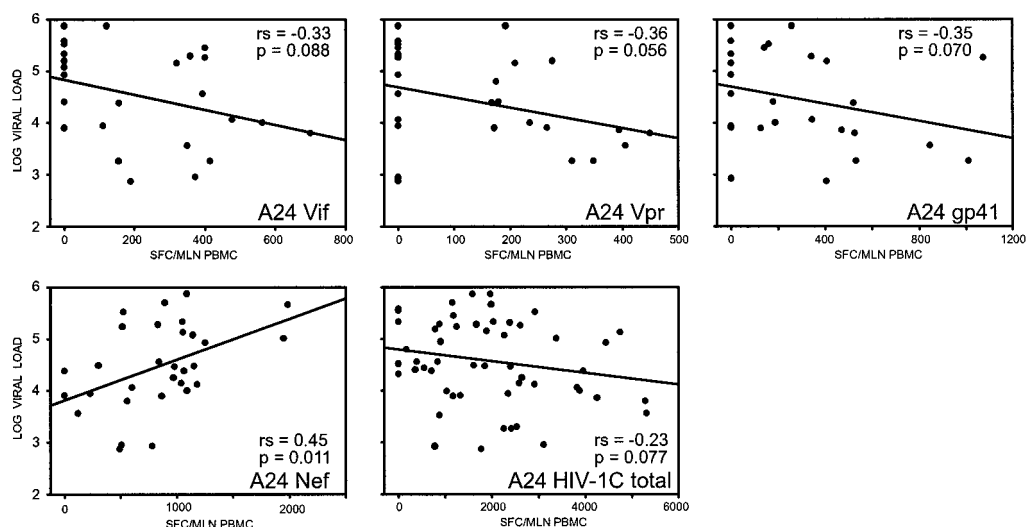 rs = -0.33
p = 0.088
6
5
4
3
2
LOG VIRAL LOAD
A24 Vif
0 200 400 600 800
SFC/MLN PBMC
rs = -0.36
p = 0.056
A24 Vpr
0 100 200 300 400 500
SFC/MLN PBMC
rs = -0.35
p = 0.070
A24 gp41
0 400 800 1200
SFC/MLN PBMC
6
5
4
3
2
LOG VIRAL LOAD
rs = 0.45
p = 0.011
A24 Nef
0 1000 2000
SFC/MLN PBMC
rs = -0.23
p = 0.077
A24 HIV-1C total
0 2000 4000 6000
SFC/MLN PBMC